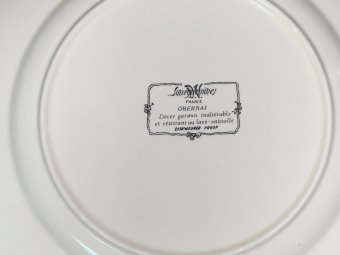 Sarreguemines
FRANCE
OBERNAI
Décor garanti inaltérable
et résistant au lave-vaisselle
DISHWASHER PROOF